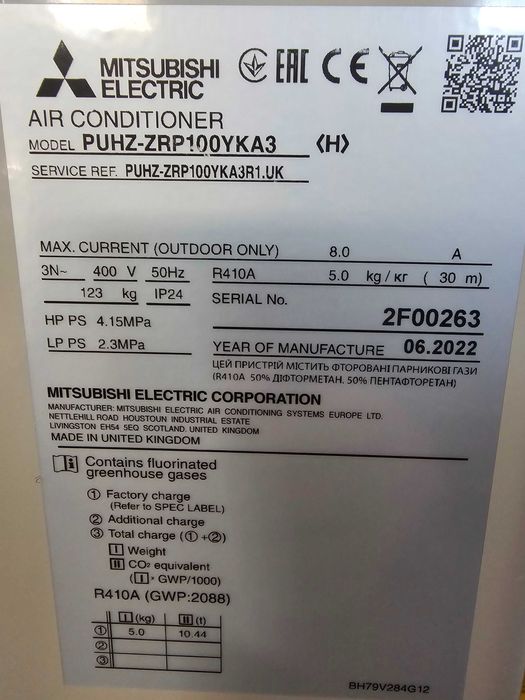 MITSUBISHI
ELECTRIC
EAC CE
AIR CONDITIONER
MODEL PUHZ-ZRP100YKA3 〈H〉
SERVICE REF. PUHZ-ZRP100YKA3R1.UK
MAX. CURRENT (OUTDOOR ONLY) 8.0 A
3N~ 400 V 50Hz R410A 5.0 kg/кг ( 30 m)
123 kg IP24 SERIAL No.
2F00263
HP PS 4.15MPa
LP PS 2.3MPa YEAR OF MANUFACTURE 06.2022
ЦЕЙ ПРИСТРІЙ МІСТИТЬ ФТОРОВАНІ ПАРНИКОВІ ГАЗИ
(R410A 50% ДІФТОРМЕТАН. 50% ПЕНТАФТОРЕТАН)
MITSUBISHI ELECTRIC CORPORATION
MANUFACTURER: MITSUBISHI ELECTRIC AIR CONDITIONING SYSTEMS EUROPE LTD.
NETTLEHILL ROAD HOUSTOUN INDUSTRIAL ESTATE
LIVINGSTON EH54 5EQ SCOTLAND. UNITED KINGDOM
MADE IN UNITED KINGDOM
Contains fluorinated
greenhouse gases
① Factory charge
(Refer to SPEC LABEL)
② Additional charge
③ Total charge (①+②)
I Weight
II CO₂ equivalent
(I × GWP/1000)
R410A (GWP:2088)
I (kg) II (t)
① 5.0 10.44
②
③
BH79V284G12